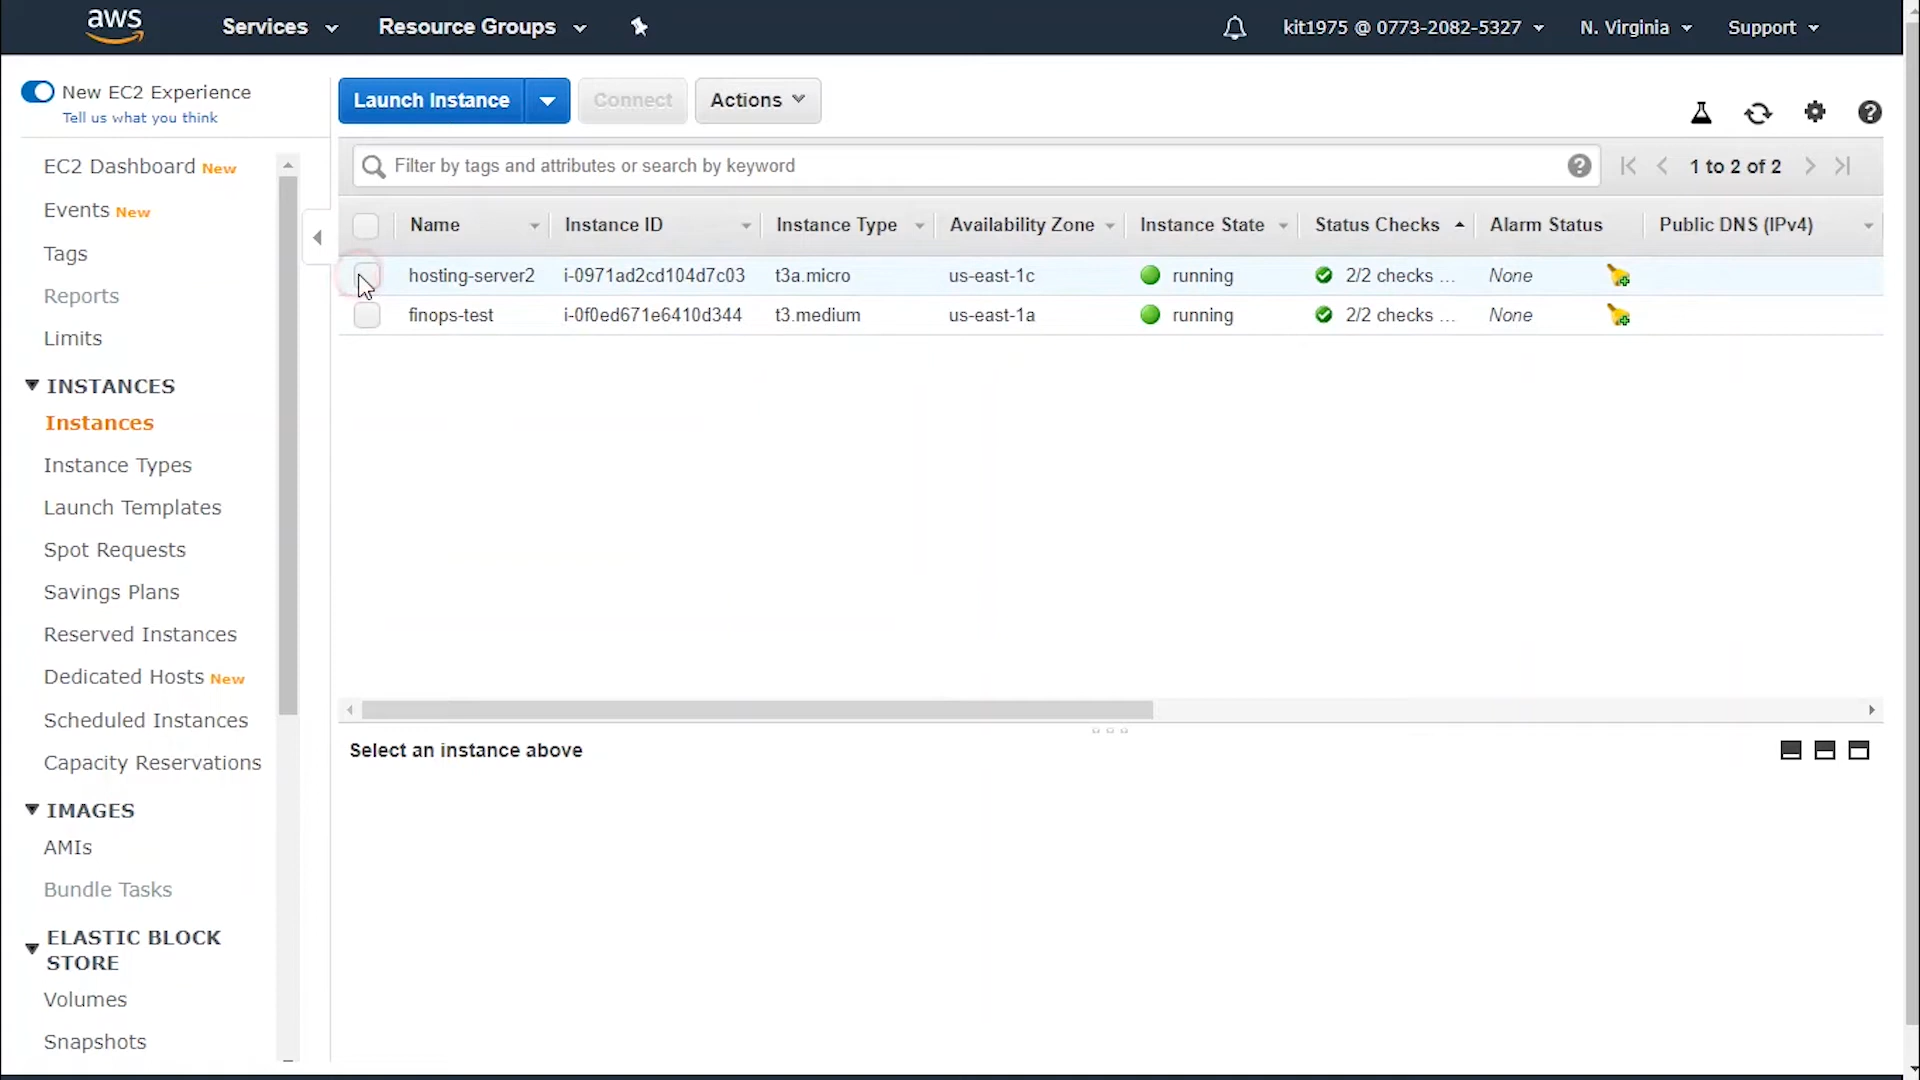 aws Services Resource Groups kit1975 @ 0773-2082-5327 N. Virginia Support
New EC2 Experience
Tell us what you think
EC2 Dashboard New
Events New
Tags
Reports
Limits
INSTANCES
Instances
Instance Types
Launch Templates
Spot Requests
Savings Plans
Reserved Instances
Dedicated Hosts New
Scheduled Instances
Capacity Reservations
IMAGES
AMIs
Bundle Tasks
ELASTIC BLOCK
STORE
Volumes
Snapshots
Launch Instance Connect Actions
Filter by tags and attributes or search by keyword 1 to 2 of 2
Name Instance ID Instance Type Availability Zone Instance State Status Checks Alarm Status Public DNS (IPv4)
hosting-server2 i-0971ad2cd104d7c03 t3a.micro us-east-1c running 2/2 checks ... None
finops-test i-0f0ed671e6410d344 t3.medium us-east-1a running 2/2 checks ... None
Select an instance above